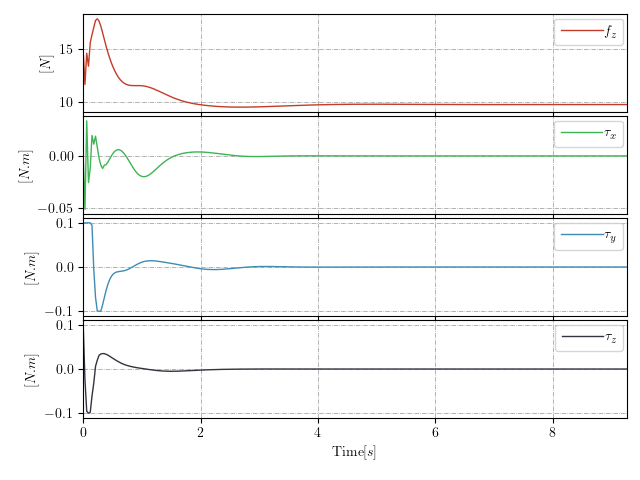 15
10
[N]
f_z
0.00
−0.05
[N.m]
τ_x
0.1
0.0
−0.1
[N.m]
τ_y
0.1
0.0
−0.1
[N.m]
τ_z
0 2 4 6 8
Time[s]